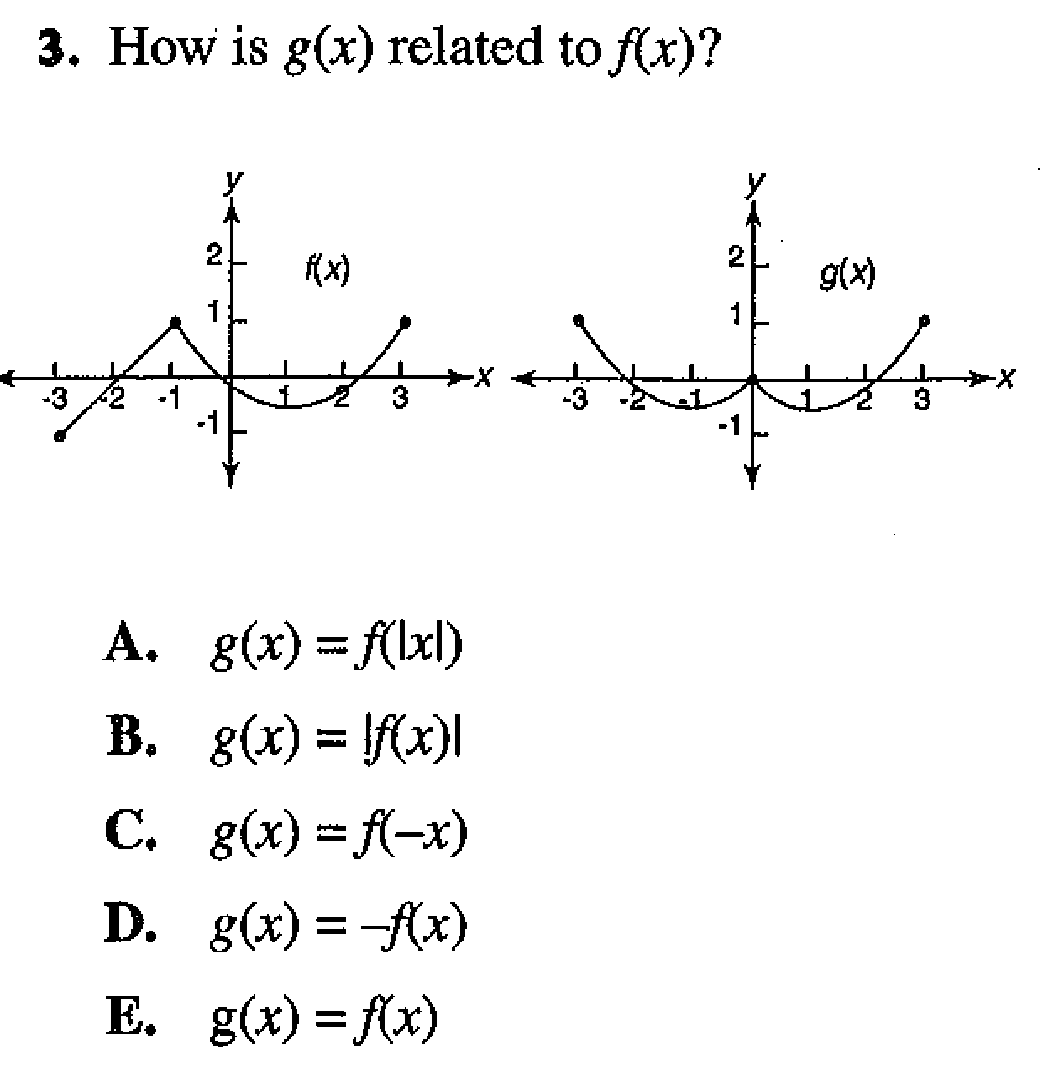 3. How is g(x) related to f(x)?
y
2
f(x)
1
-3 -2 -1 1 2 3 x
-1
y
2
g(x)
1
-3 -2 -1 1 2 3 x
-1
A. g(x) = f(|x|)
B. g(x) = |f(x)|
C. g(x) = f(–x)
D. g(x) = –f(x)
E. g(x) = f(x)